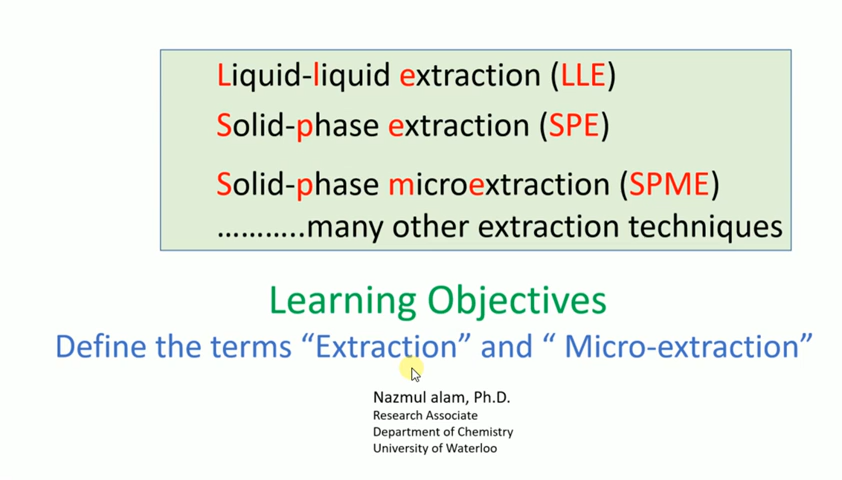 Liquid-liquid extraction (LLE)
Solid-phase extraction (SPE)
Solid-phase microextraction (SPME)
………..many other extraction techniques
Learning Objectives
Define the terms “Extraction” and “ Micro-extraction”
Nazmul alam, Ph.D.
Research Associate
Department of Chemistry
University of Waterloo